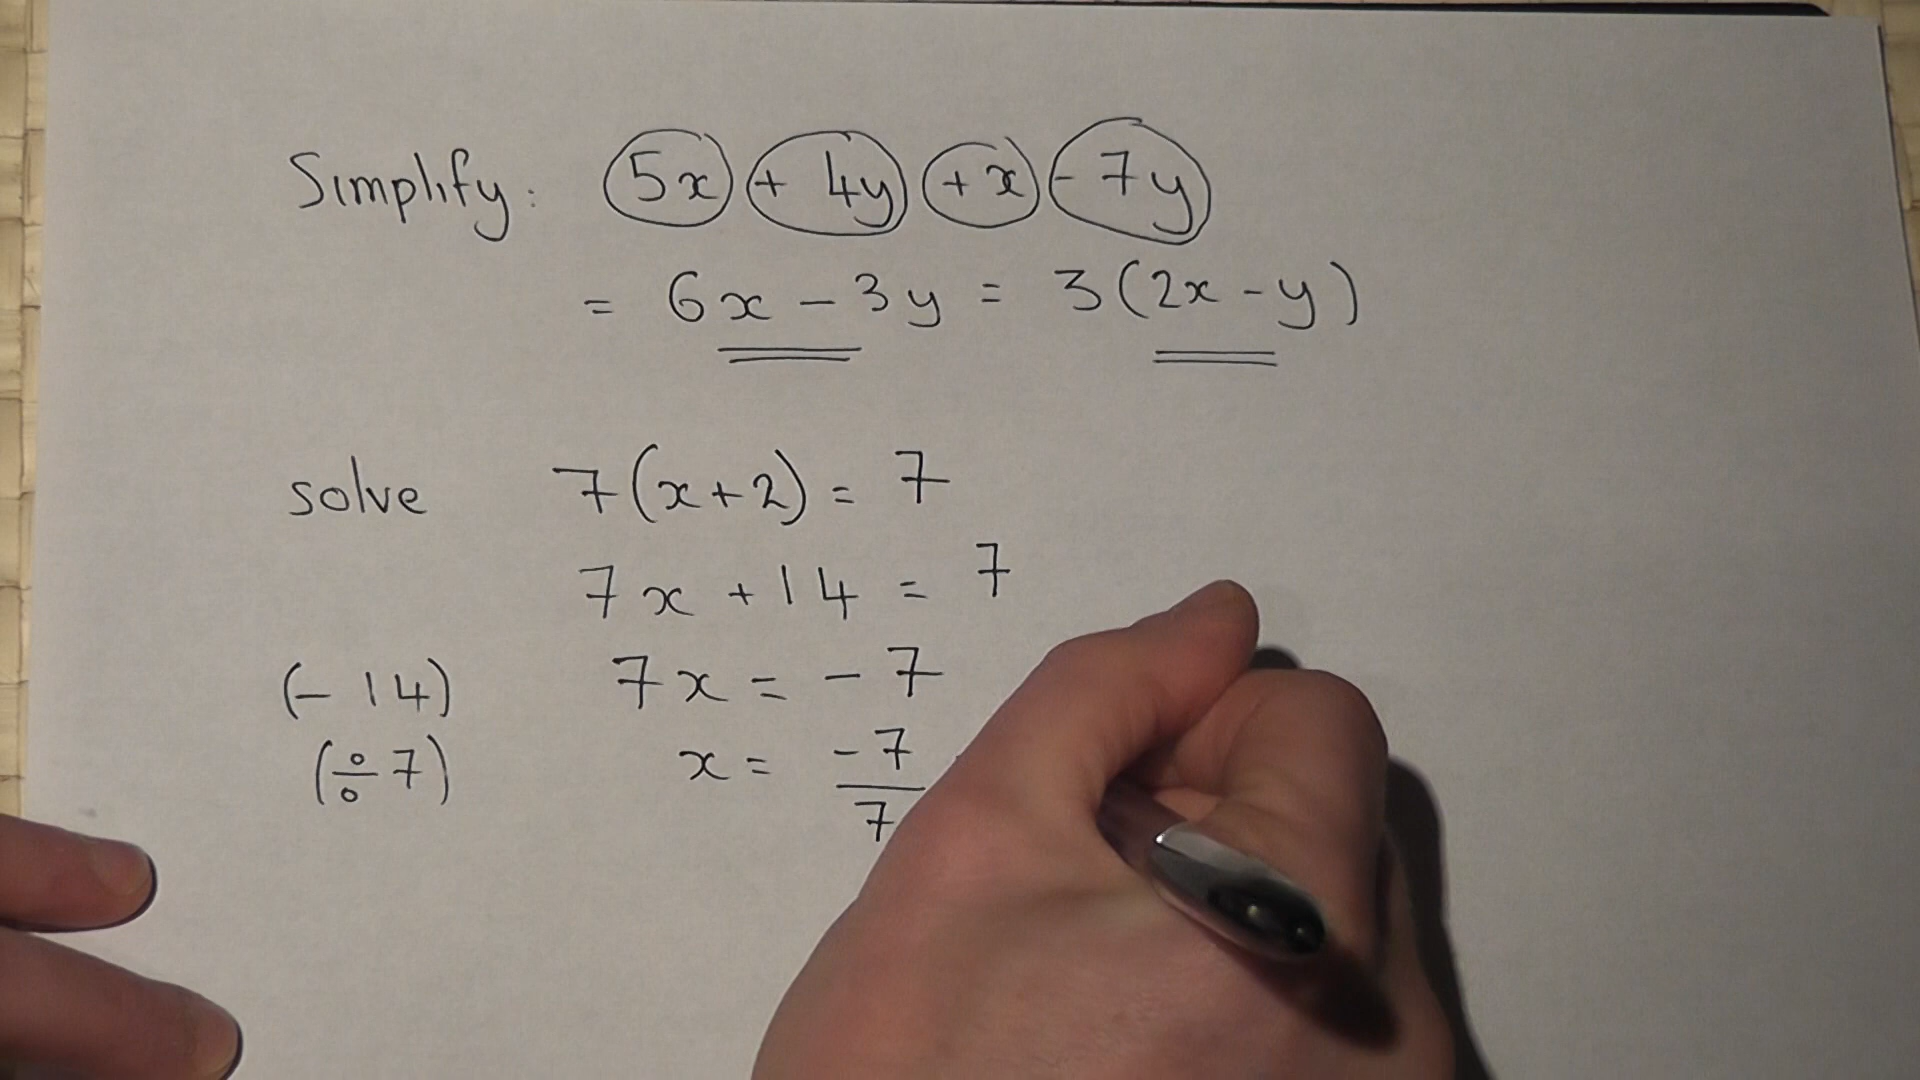 Simplify: 5x + 4y + x - 7y
= 6x - 3y = 3(2x - y)
solve 7(x+2) = 7
7x + 14 = 7
(- 14) 7x = - 7
(÷ 7) x = -7/7